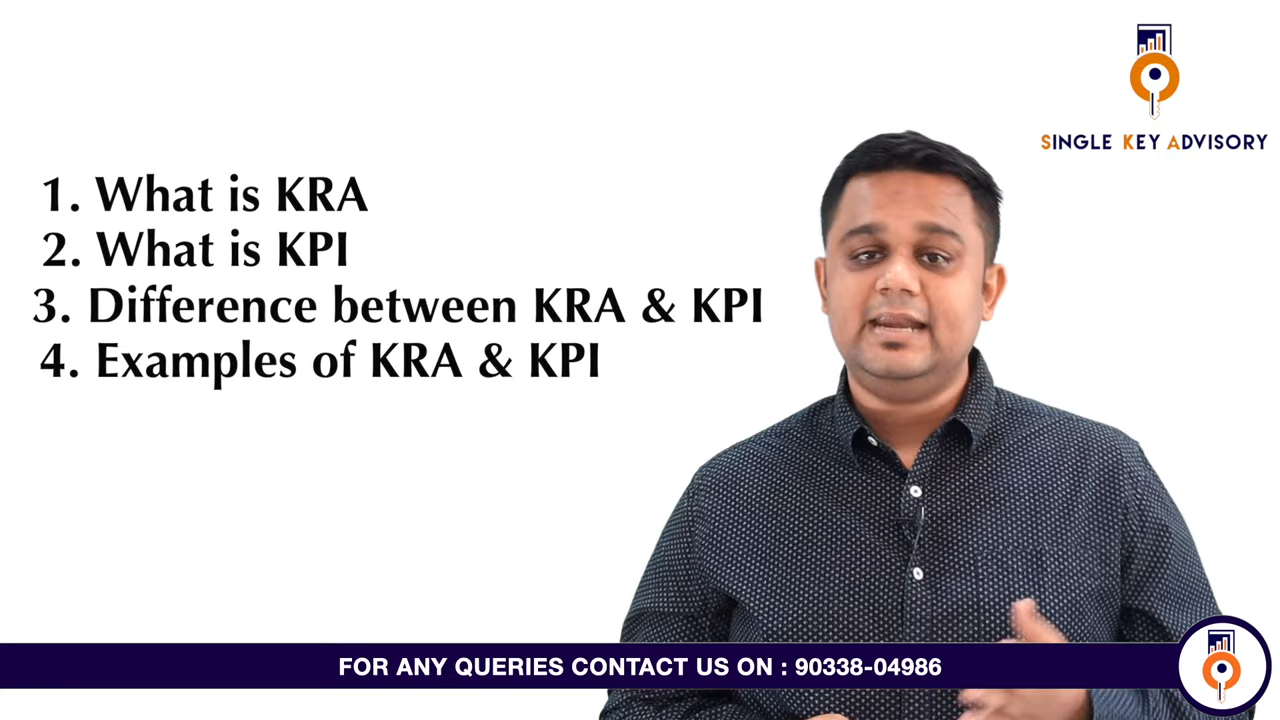 SINGLE KEY ADVISORY
1. What is KRA
2. What is KPI
3. Difference between KRA & KPI
4. Examples of KRA & KPI
FOR ANY QUERIES CONTACT US ON : 90338-04986